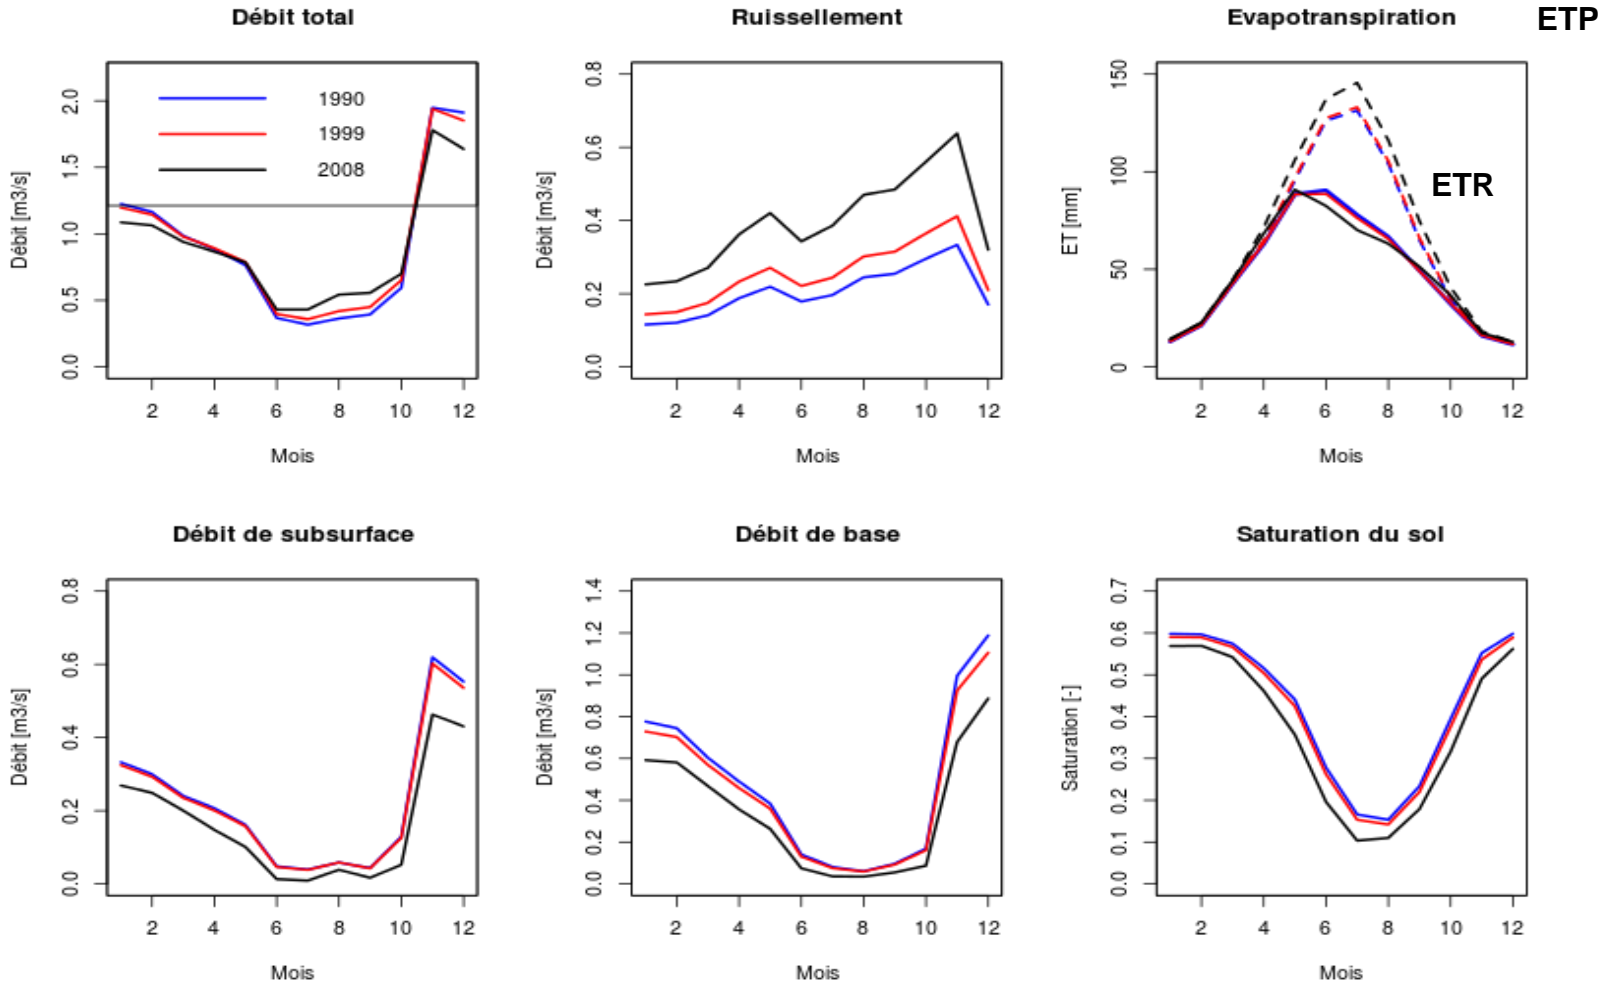 Débit total
Débit [m3/s]
2.0
1.5
1.0
0.5
0.0
1990
1999
2008
2 4 6 8 10 12
Mois
Ruissellement
Débit [m3/s]
0.8
0.6
0.4
0.2
0.0
2 4 6 8 10 12
Mois
Evapotranspiration
ETP
ET [mm]
150
100
50
0
ETR
2 4 6 8 10 12
Mois
Débit de subsurface
Débit [m3/s]
0.8
0.6
0.4
0.2
0.0
2 4 6 8 10 12
Mois
Débit de base
Débit [m3/s]
1.4
1.2
1.0
0.8
0.6
0.4
0.2
0.0
2 4 6 8 10 12
Mois
Saturation du sol
Saturation [-]
0.7
0.6
0.5
0.4
0.3
0.2
0.1
0.0
2 4 6 8 10 12
Mois